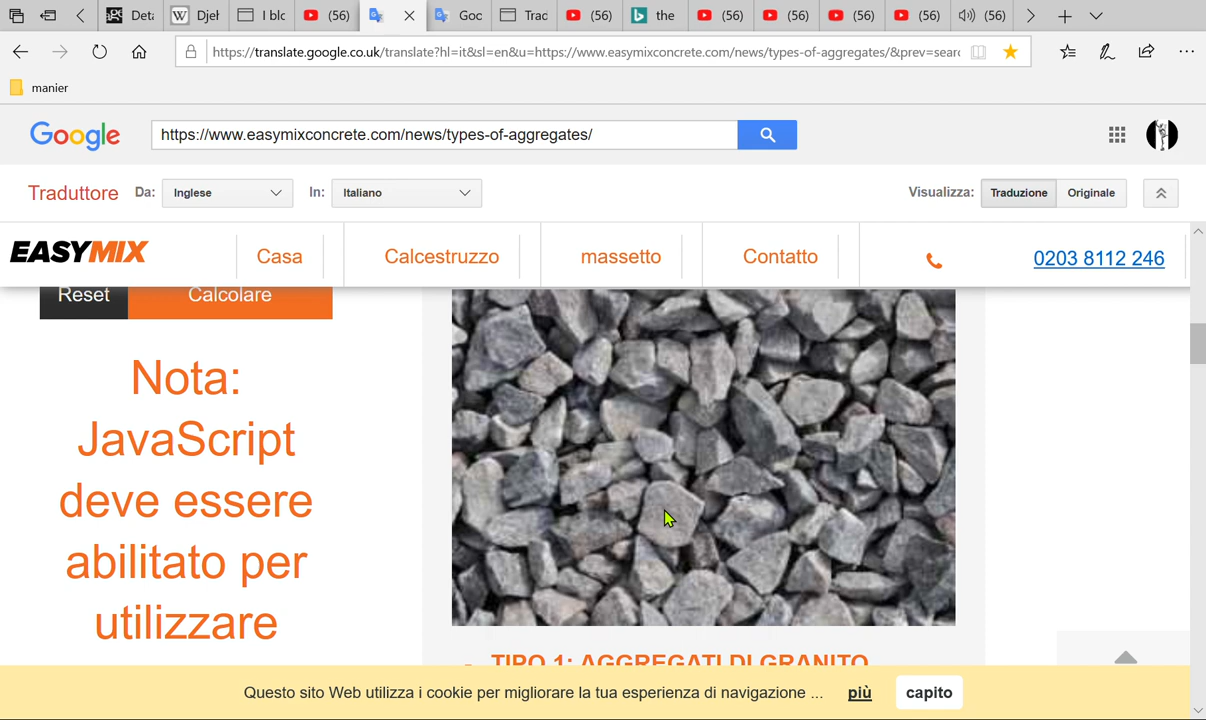 Deta
Djel
I blc
(56)
Goc
Trac
(56)
the
(56)
(56)
(56)
(56)
(56)
https://translate.google.co.uk/translate?hl=it&sl=en&u=https://www.easymixconcrete.com/news/types-of-aggregates/&prev=searc
manier
Google
https://www.easymixconcrete.com/news/types-of-aggregates/
Traduttore Da: Inglese In: Italiano Visualizza: Traduzione Originale
EASYMIX Casa Calcestruzzo massetto Contatto 0203 8112 246
Reset Calcolare
Nota:
JavaScript
deve essere
abilitato per
utilizzare
TIPO 1: AGGREGATI DI GRANITO
Questo sito Web utilizza i cookie per migliorare la tua esperienza di navigazione ... più capito